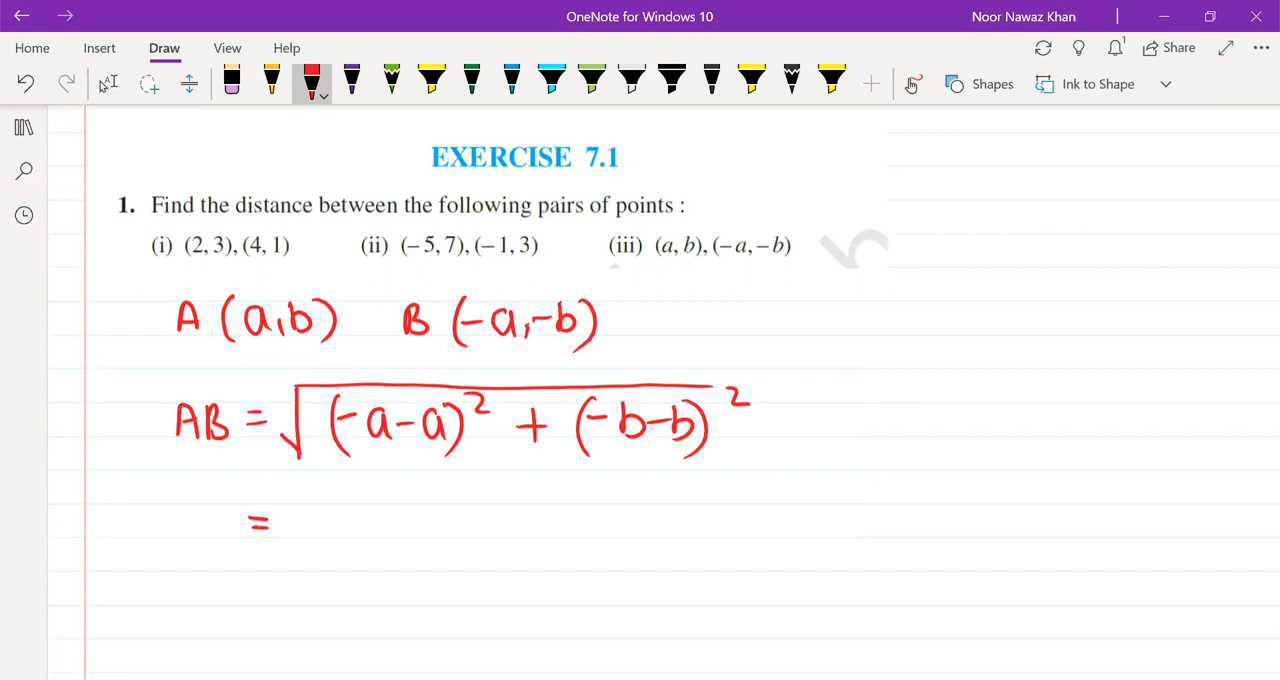 OneNote for Windows 10
Noor Nawaz Khan
Home Insert Draw View Help
1
Share
Shapes
Ink to Shape
EXERCISE 7.1
1. Find the distance between the following pairs of points :
(i) (2, 3), (4, 1) (ii) (– 5, 7), (– 1, 3) (iii) (a, b), (– a, – b)
A (a,b) B (-a,-b)
AB = √(-a-a)² + (-b-b)²
=